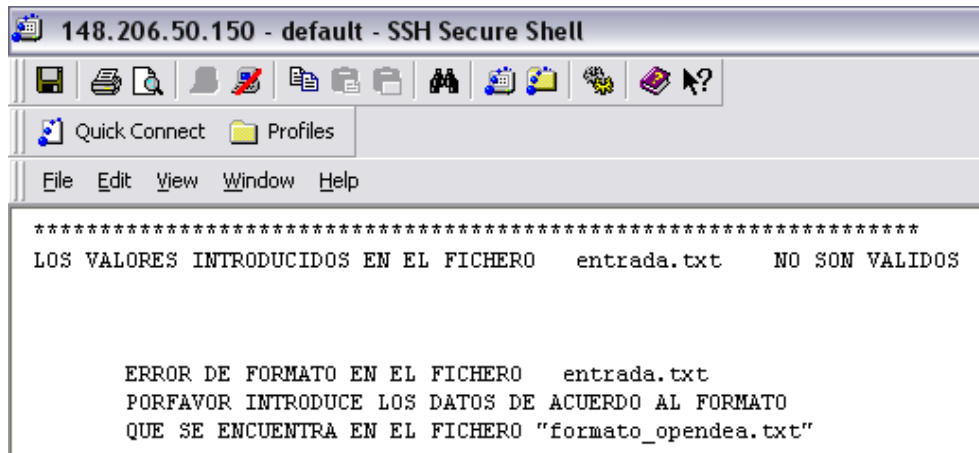 148.206.50.150 - default - SSH Secure Shell
Quick Connect Profiles
File Edit View Window Help
********************************************************************
LOS VALORES INTRODUCIDOS EN EL FICHERO entrada.txt NO SON VALIDOS
ERROR DE FORMATO EN EL FICHERO entrada.txt
PORFAVOR INTRODUCE LOS DATOS DE ACUERDO AL FORMATO
QUE SE ENCUENTRA EN EL FICHERO "formato_opendea.txt"